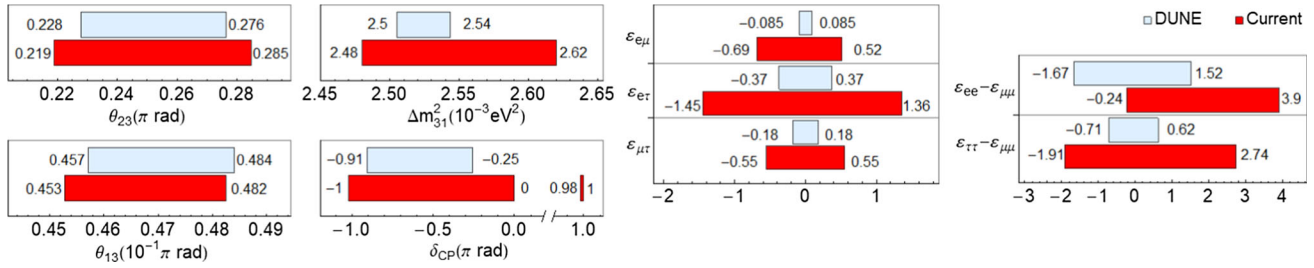 0.228 0.276
0.219 0.285
0.22 0.24 0.26 0.28
θ23(π rad)
2.5 2.54
2.48 2.62
2.45 2.50 2.55 2.60 2.65
Δm²31(10⁻³eV²)
0.457 0.484
0.453 0.482
0.45 0.46 0.47 0.48 0.49
θ13(10⁻¹π rad)
−0.91 −0.25
−1 0 0.98 1
−1.0 −0.5 0.0 1.0
δCP(π rad)
εeμ −0.085 0.085
−0.69 0.52
εeτ −0.37 0.37
−1.45 1.36
εμτ −0.18 0.18
−0.55 0.55
−2 −1 0 1
DUNE Current
εee−εμμ −1.67 1.52
−0.24 3.9
εττ−εμμ −0.71 0.62
−1.91 2.74
−3 −2 −1 0 1 2 3 4